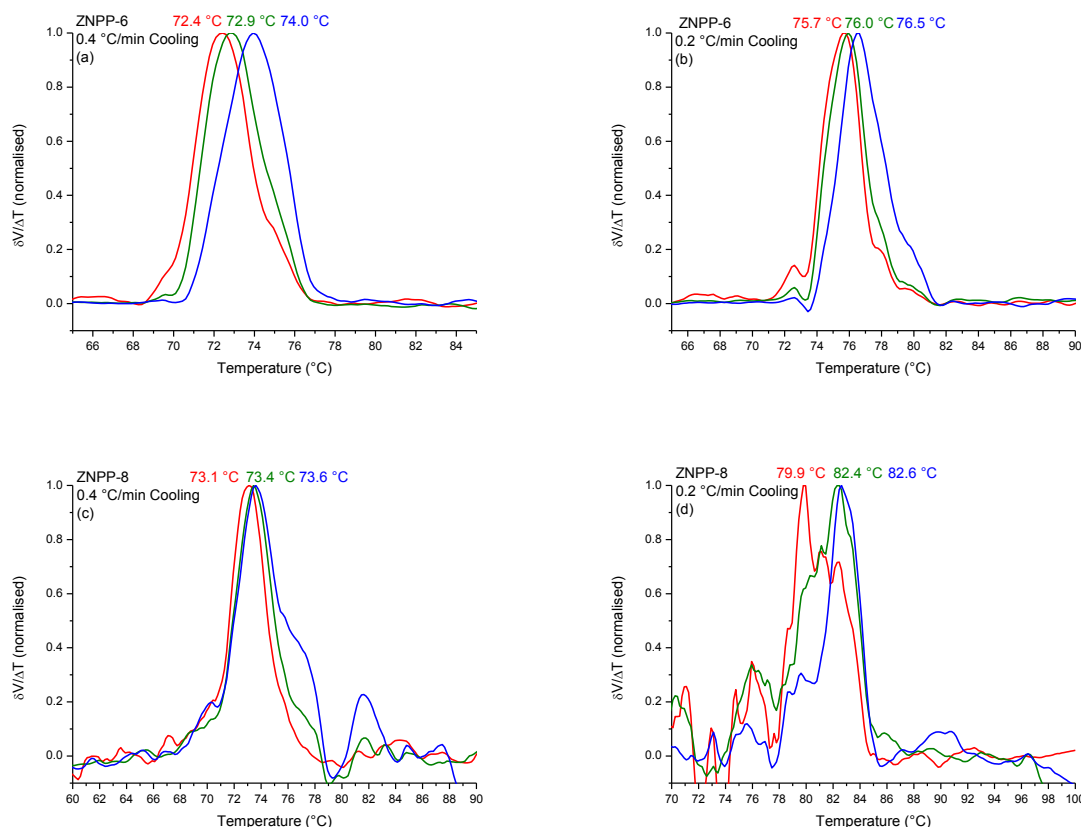 ZNPP-6
0.4 °C/min Cooling
(a)
72.4 °C 72.9 °C 74.0 °C
1.0
0.8
0.6
0.4
0.2
0.0
δV/ΔT (normalised)
66 68 70 72 74 76 78 80 82 84
Temperature (°C)
ZNPP-6
0.2 °C/min Cooling
(b)
75.7 °C 76.0 °C 76.5 °C
1.0
0.8
0.6
0.4
0.2
0.0
δV/ΔT (normalised)
66 68 70 72 74 76 78 80 82 84 86 88 90
Temperature (°C)
ZNPP-8
0.4 °C/min Cooling
(c)
73.1 °C 73.4 °C 73.6 °C
1.0
0.8
0.6
0.4
0.2
0.0
δV/ΔT (normalised)
60 62 64 66 68 70 72 74 76 78 80 82 84 86 88 90
Temperature (°C)
ZNPP-8
0.2 °C/min Cooling
(d)
79.9 °C 82.4 °C 82.6 °C
1.0
0.8
0.6
0.4
0.2
0.0
δV/ΔT (normalised)
70 72 74 76 78 80 82 84 86 88 90 92 94 96 98 100
Temperature (°C)